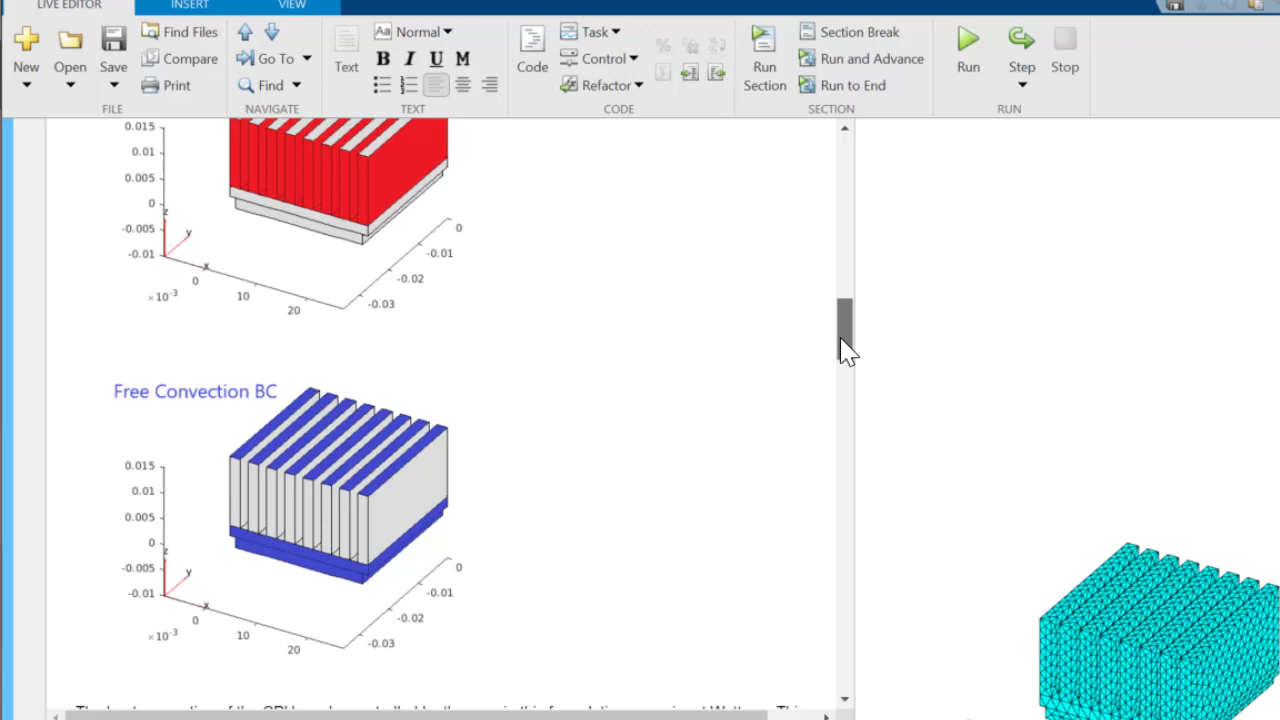 LIVE EDITOR INSERT VIEW
New Open Save Find Files Compare Print
FILE
Go To Find
NAVIGATE
Text Normal B I U M
TEXT
Code Task Control Refactor
CODE
Run Section Section Break Run and Advance Run to End
SECTION
Run Step Stop
RUN
0.015
0.01
0.005
0
-0.005
-0.01
z
y
x
×10-3
0
10
20
0
-0.01
-0.02
-0.03
Free Convection BC
0.015
0.01
0.005
0
-0.005
-0.01
z
y
x
×10-3
0
10
20
0
-0.01
-0.02
-0.03